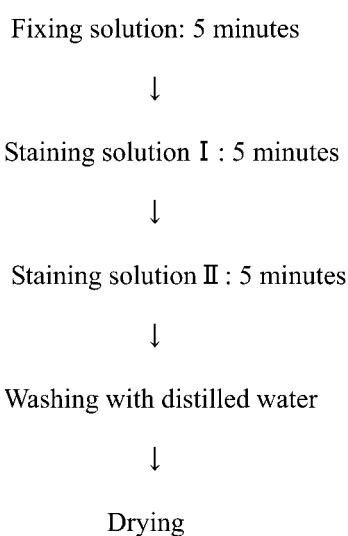 Fixing solution: 5 minutes
↓
Staining solution Ⅰ : 5 minutes
↓
Staining solution Ⅱ : 5 minutes
↓
Washing with distilled water
↓
Drying